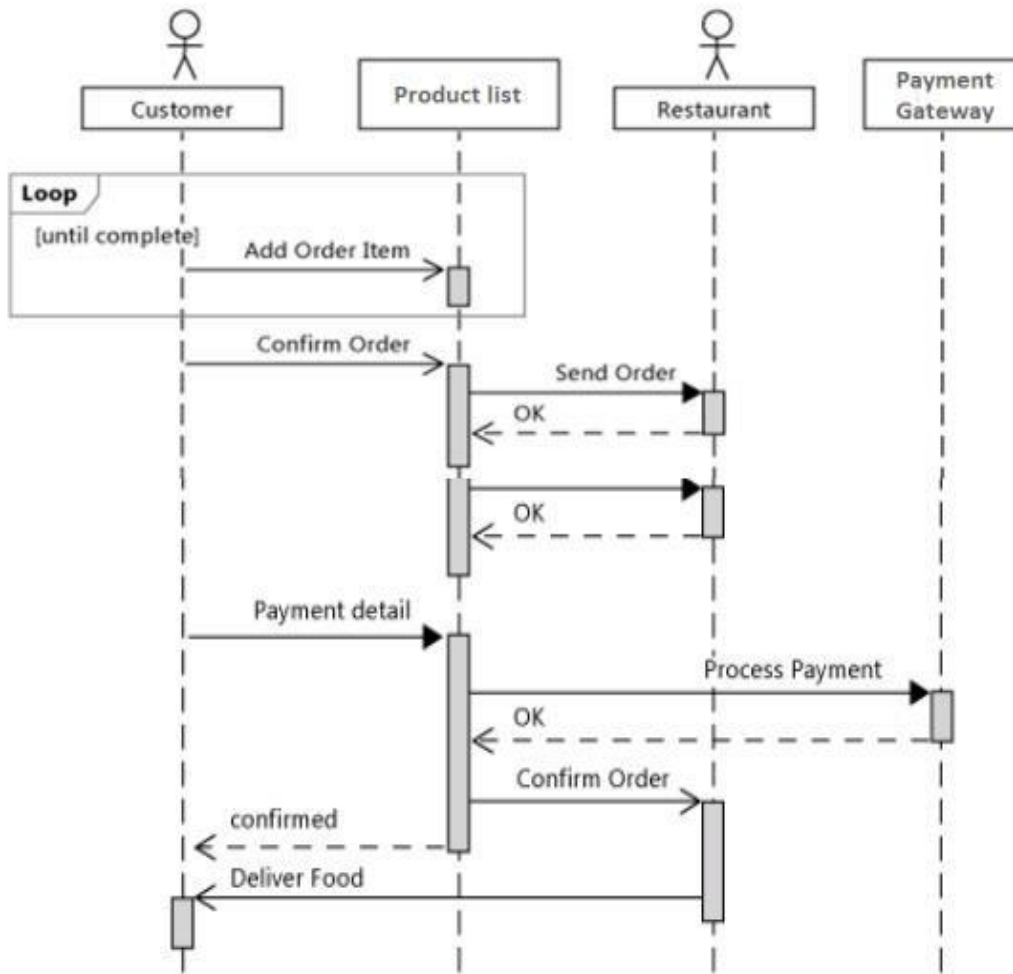 Customer
Product list
Restaurant
Payment
Gateway
Loop
[until complete]
Add Order Item
Confirm Order
Send Order
OK
OK
Payment detail
Process Payment
OK
Confirm Order
confirmed
Deliver Food